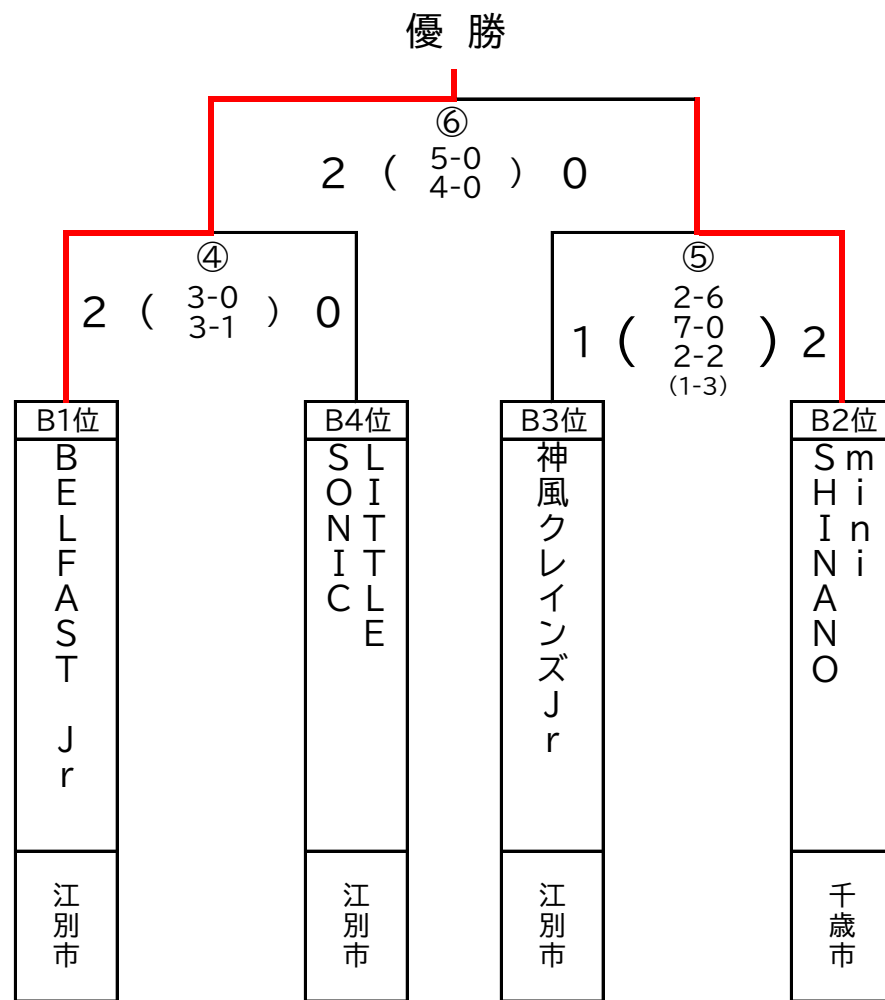 優 勝
⑥
2 ( 5-0 ) 0
4-0
④
2 ( 3-0 ) 0
3-1
⑤
1 ( 2-6 ) 2
7-0
2-2
(1-3)
B1位
BELFAST Jr
江別市
B4位
LITTLE
SONIC
江別市
B3位
神風クレインズJr
江別市
B2位
mini
SHINANO
千歳市